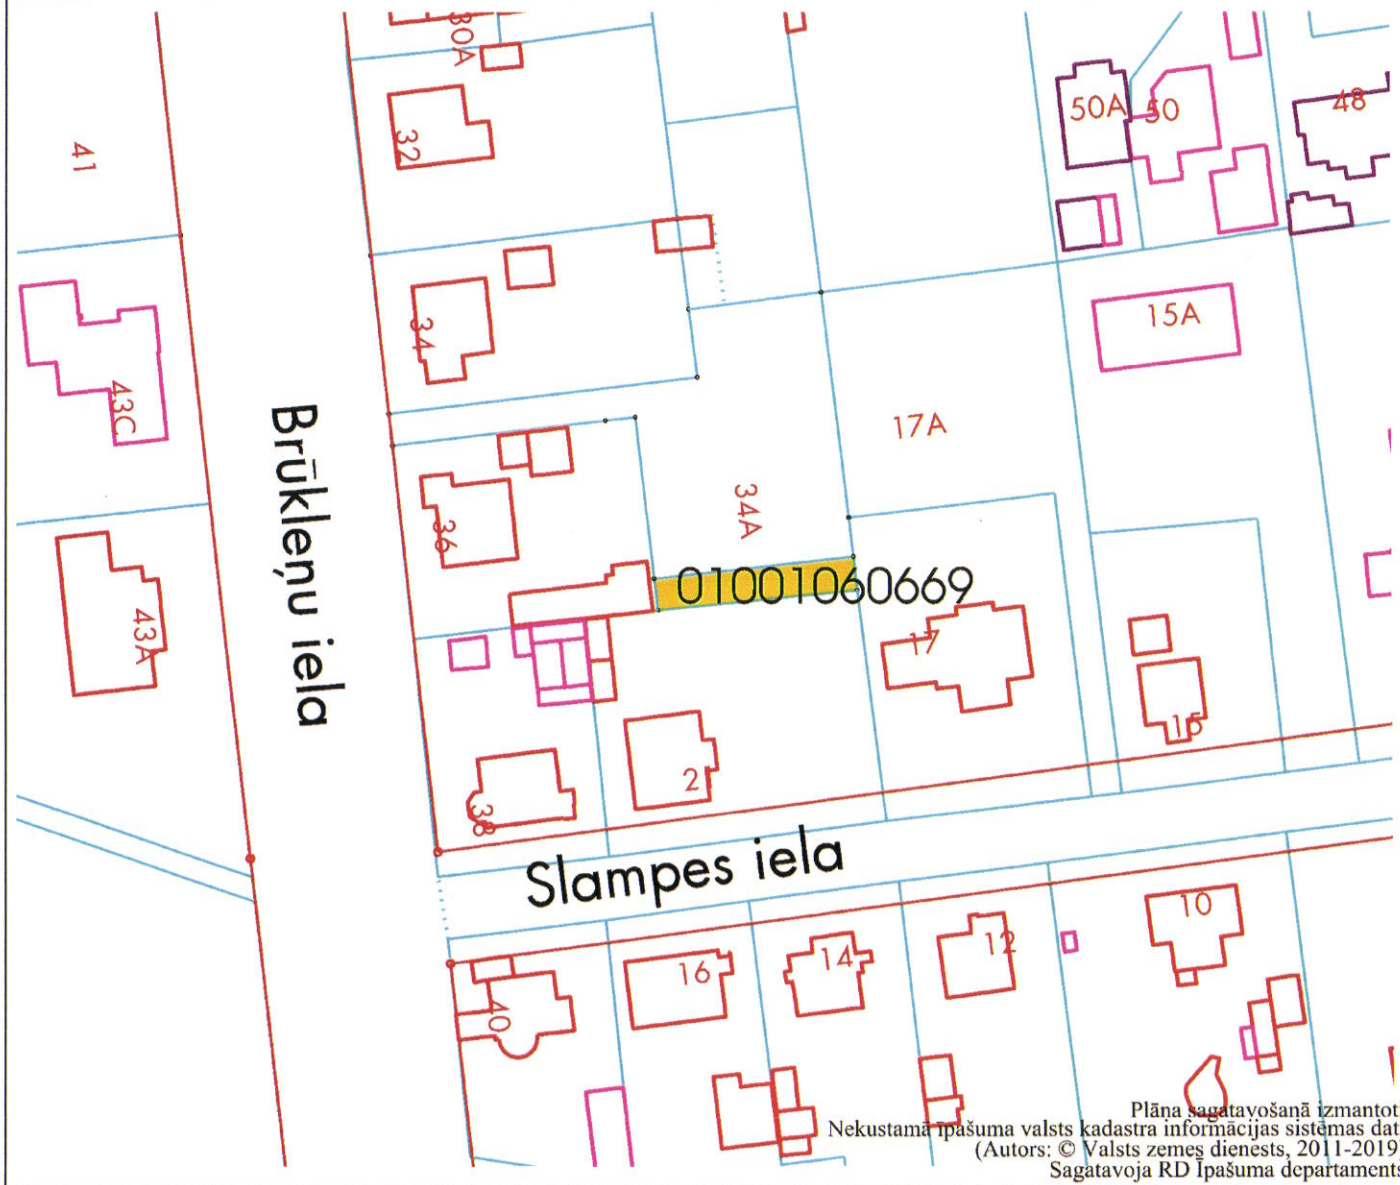 30A
32
41
50A
50
48
34
43C
15A
17A
34A
36
Brūkleņu iela
01001060669
43A
17
15
2
38
Slampes iela
10
12
14
16
40
Plāna sagatavošanā izmantot
Nekustamā īpašuma valsts kadastra informācijas sistēmas dat
(Autors: © Valsts zemes dienests, 2011-2019
Sagatavoja RD Īpašuma departaments